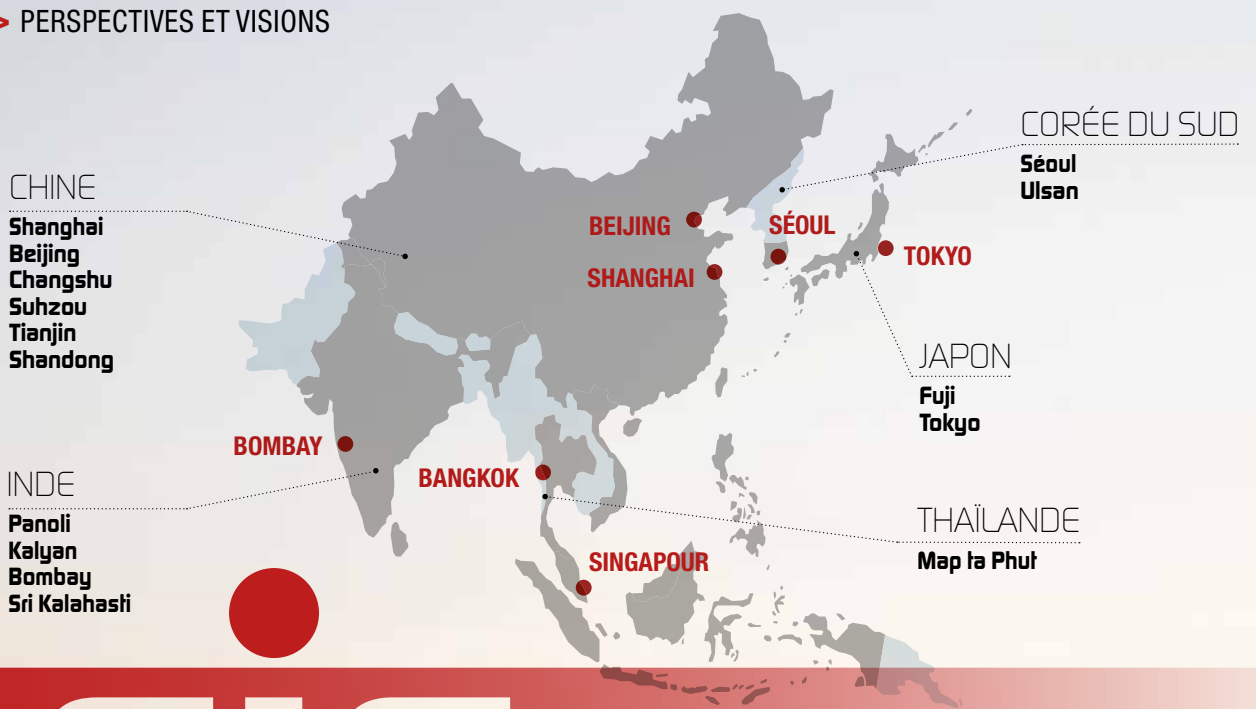 > PERSPECTIVES ET VISIONS
CORÉE DU SUD
Séoul
Ulsan
CHINE
Shanghai
Beijing
Changshu
Suhzou
Tianjin
Shandong
BEIJING
SÉOUL
TOKYO
SHANGHAI
JAPON
Fuji
Tokyo
BOMBAY
BANGKOK
INDE
Panoli
Kalyan
Bombay
Sri Kalahasti
THAÏLANDE
Map ta Phut
SINGAPOUR